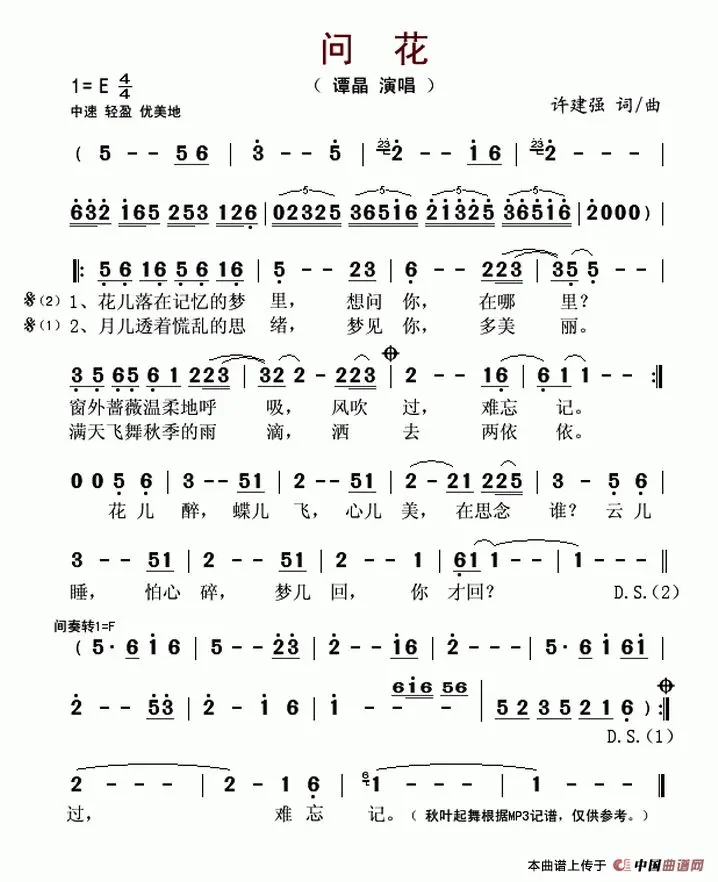 问 花
1= E 4/4
（ 谭晶 演唱 ）
中速 轻盈 优美地
许建强 词/曲
( 5 - - 5 6 | 3 - - 5 | 23 2 - - 1 6 | 23 2 - - - |
6 3 2 1 6 5 2 5 3 1 2 6 | 0 2 3 2 5 3 6 5 1 6 2 1 3 2 5 3 6 5 1 6 | 2 0 0 0 ) |
5 5 5 5
|: 5 6 1 6 5 6 1 6 | 5 - - 2 3 | 6 - - 2 2 3 | 3 5 5 - - |
(2) 1、花儿落在记忆的梦 里， 想问 你， 在哪 里？
(1) 2、月儿透着慌乱的思 绪， 梦见 你， 多美 丽。
3 5 6 5 6 1 2 2 3 | 3 2 2 - 2 2 3 | 2 - - 1 6 | 6 1 1 - - :|
窗外蔷薇温柔地呼 吸， 风吹 过， 难忘 记。
满天飞舞秋季的雨 滴， 洒 去 两依 依。
0 0 5 6 | 3 - - 5 1 | 2 - - 5 1 | 2 - 2 1 2 2 5 | 3 - 5 6 |
花 儿 醉， 蝶儿 飞， 心儿 美， 在思念 谁？ 云儿
3 - - 5 1 | 2 - - 5 1 | 2 - - 1 | 6 1 1 - - | 1 - - - ||
睡， 怕心 碎， 梦几 回， 你 才回？ D.S.(2)
间奏转1=F
( 5 · 6 1 6 | 5 - - 2 3 | 2 - - 1 6 | 2 - - - | 5 · 6 1 6 1 |
6 1 6 5 6
2 - - 5 3 | 2 - 1 6 | 1 - - - | 5 2 3 5 2 1 6 ) :|
D.S.(1)
2 - - - | 2 - 1 6 | 6 1 - - - | 1 - - - ||
过， 难 忘 记。（ 秋叶起舞根据MP3记谱，仅供参考。）
本曲谱上传于 中国曲谱网